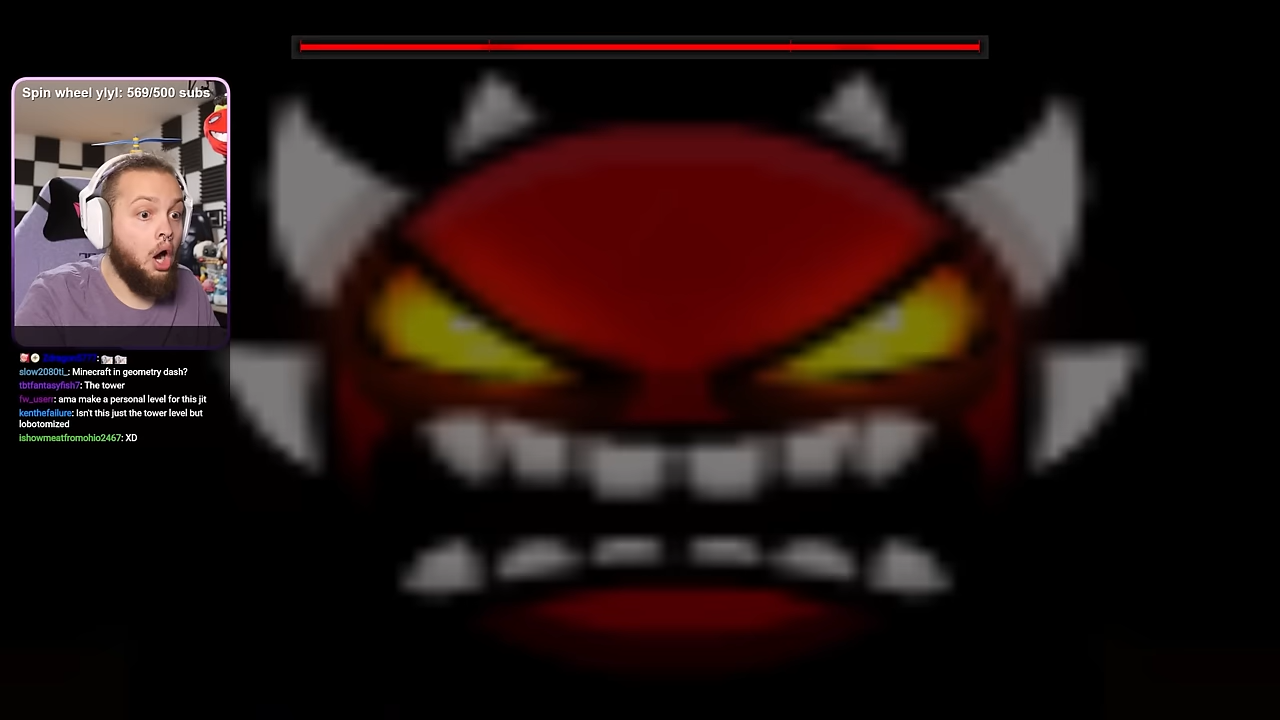 Spin wheel ylyl: 569/500 subs
slow2080ti_: Minecraft in geometry dash?
tbtfantasyfish7: The tower
fw_userr: ama make a personal level for this jit
kenthefailure: Isn't this just the tower level but
lobotomized
ishowmeatfromohio2467: XD